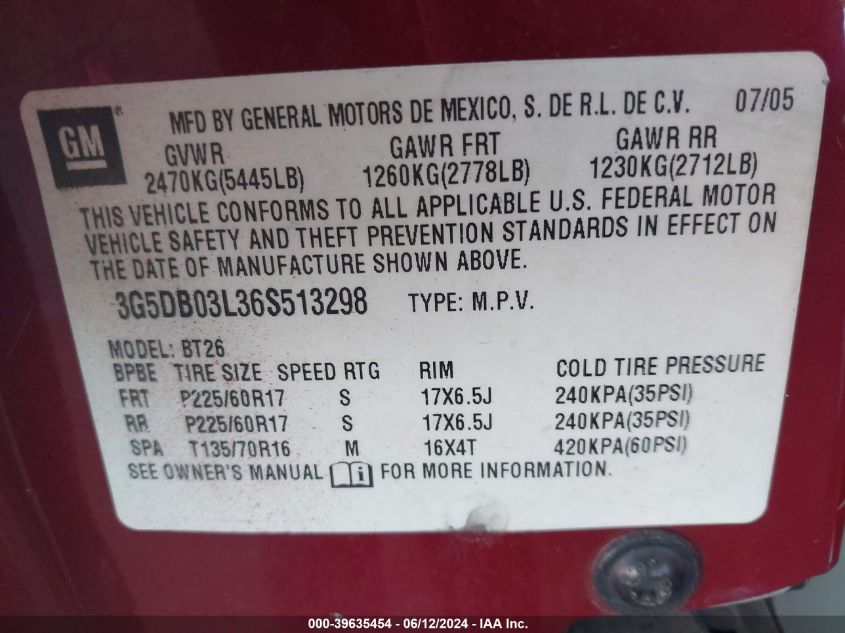 GM ®
MFD BY GENERAL MOTORS DE MEXICO, S. DE R.L. DE C.V. 07/05
GVWR GAWR FRT GAWR RR
2470KG(5445LB) 1260KG(2778LB) 1230KG(2712LB)
THIS VEHICLE CONFORMS TO ALL APPLICABLE U.S. FEDERAL MOTOR
VEHICLE SAFETY AND THEFT PREVENTION STANDARDS IN EFFECT ON
THE DATE OF MANUFACTURE SHOWN ABOVE.
3G5DB03L36S513298 TYPE: M.P.V.
MODEL: BT26
BPBE TIRE SIZE SPEED RTG RIM COLD TIRE PRESSURE
FRT P225/60R17 S 17X6.5J 240KPA(35PSI)
RR P225/60R17 S 17X6.5J 240KPA(35PSI)
SPA T135/70R16 M 16X4T 420KPA(60PSI)
SEE OWNER'S MANUAL i FOR MORE INFORMATION.
000-39635454 - 06/12/2024 - IAA Inc.